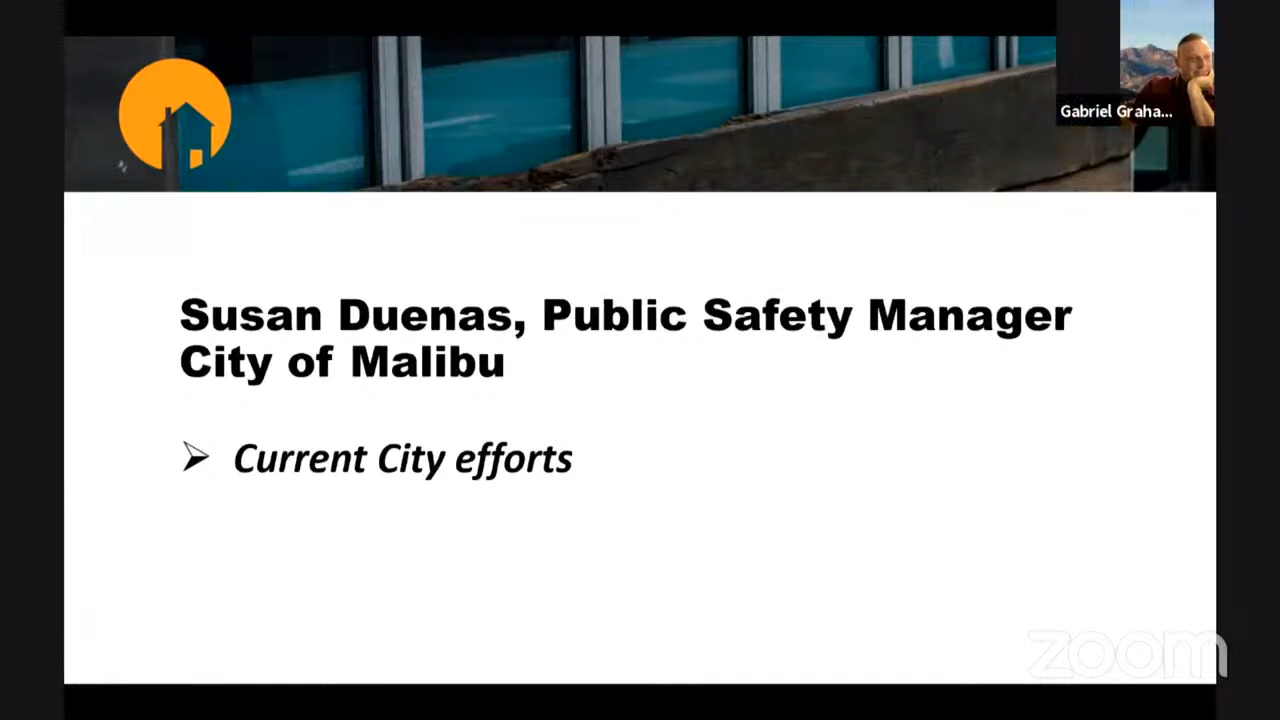 Gabriel Graha...
Susan Duenas, Public Safety Manager
City of Malibu
Current City efforts
zoom